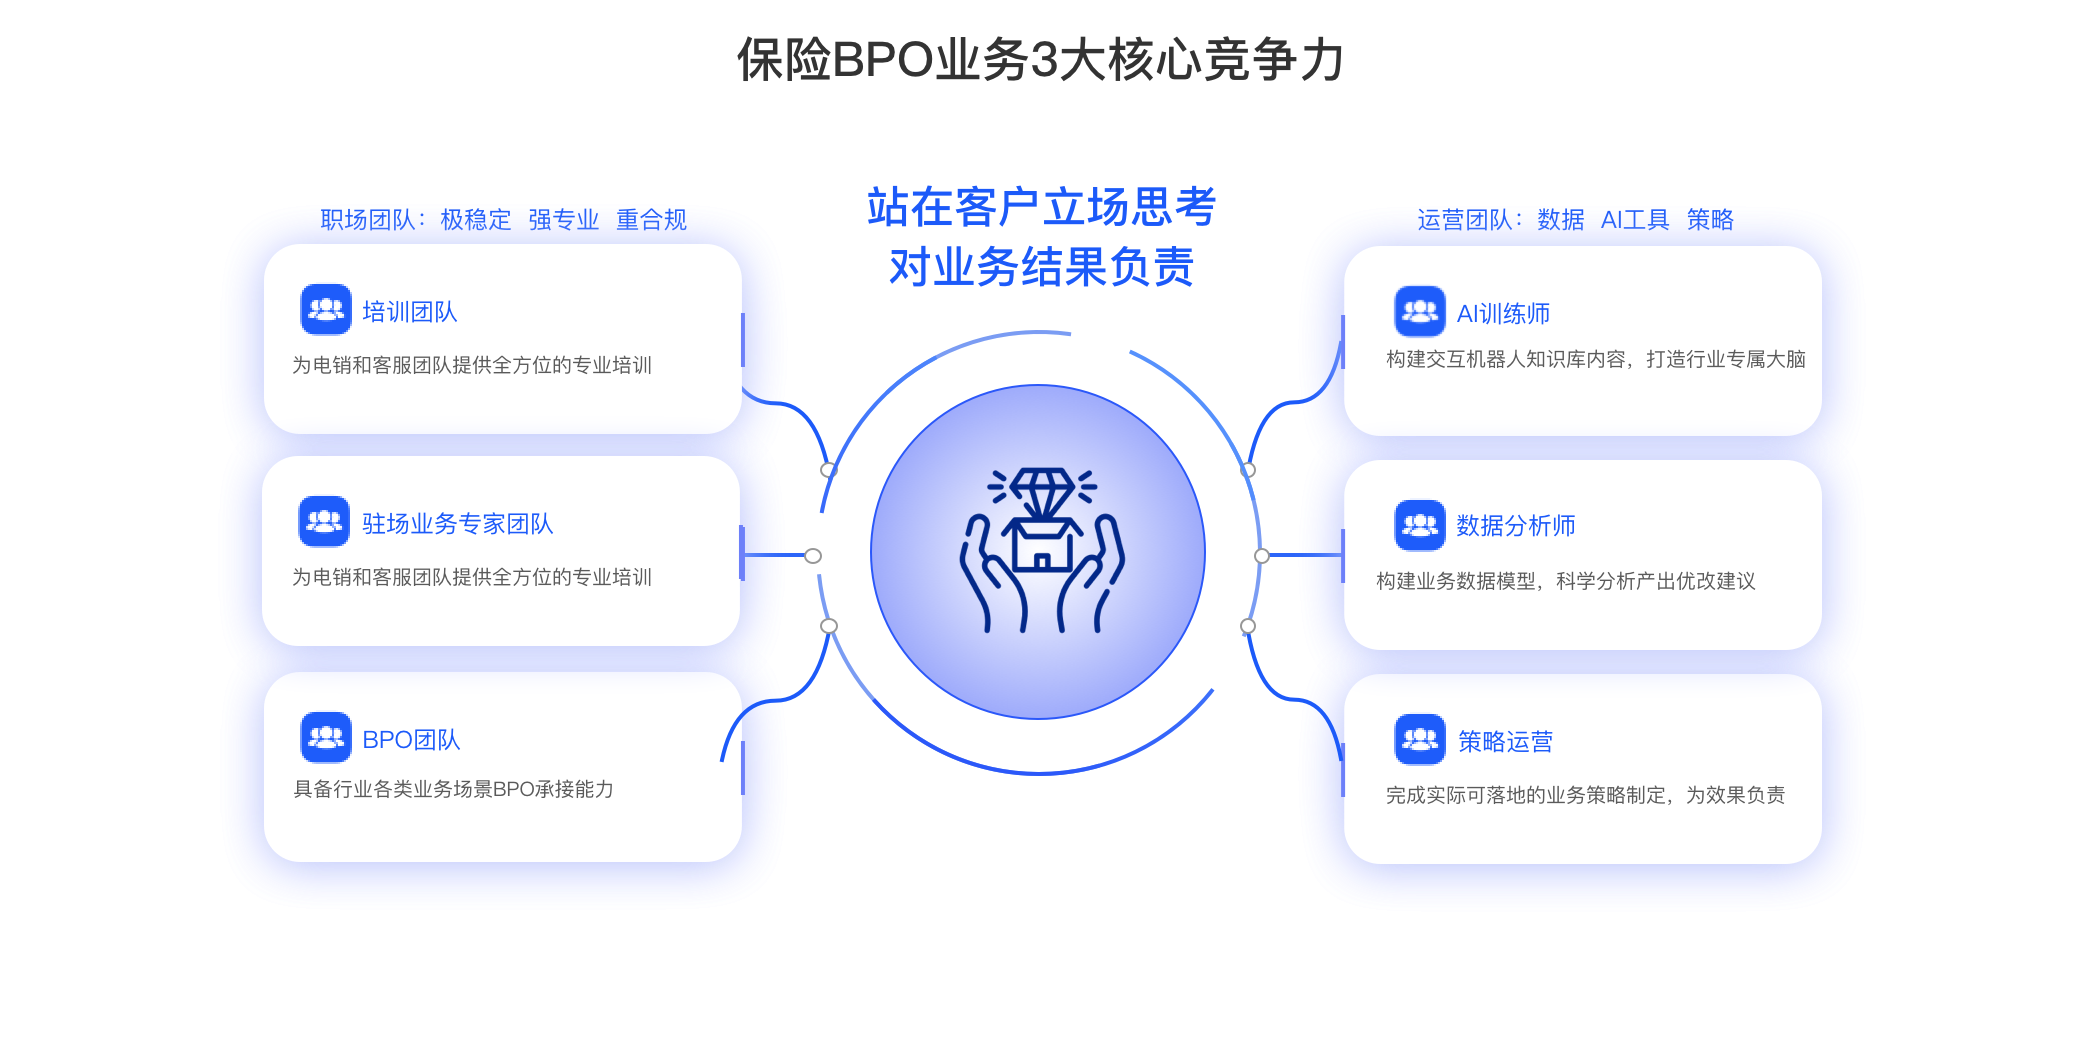 保险BPO业务3大核心竞争力
站在客户立场思考
对业务结果负责
职场团队：极稳定 强专业 重合规
培训团队
为电销和客服团队提供全方位的专业培训
驻场业务专家团队
为电销和客服团队提供全方位的专业培训
BPO团队
具备行业各类业务场景BPO承接能力
运营团队：数据 AI工具 策略
AI训练师
构建交互机器人知识库内容，打造行业专属大脑
数据分析师
构建业务数据模型，科学分析产出优改建议
策略运营
完成实际可落地的业务策略制定，为效果负责